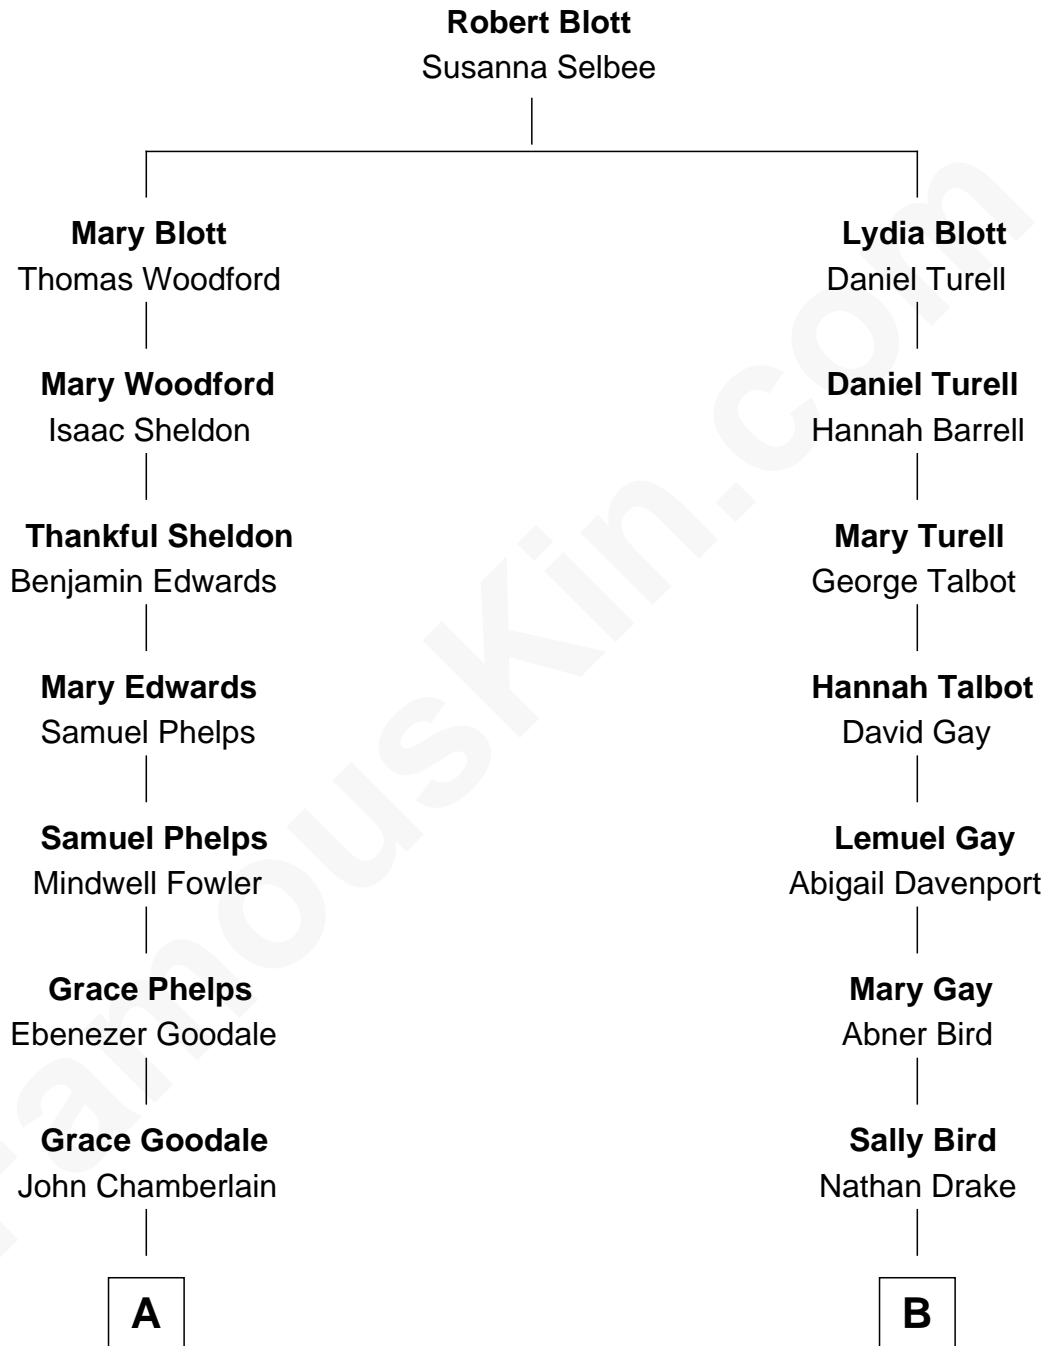 Robert Blott
Susanna Selbee
Mary Blott
Thomas Woodford
Mary Woodford
Isaac Sheldon
Thankful Sheldon
Benjamin Edwards
Mary Edwards
Samuel Phelps
Samuel Phelps
Mindwell Fowler
Grace Phelps
Ebenezer Goodale
Grace Goodale
John Chamberlain
A
Lydia Blott
Daniel Turell
Daniel Turell
Hannah Barrell
Mary Turell
George Talbot
Hannah Talbot
David Gay
Lemuel Gay
Abigail Davenport
Mary Gay
Abner Bird
Sally Bird
Nathan Drake
B
FamousKin.com